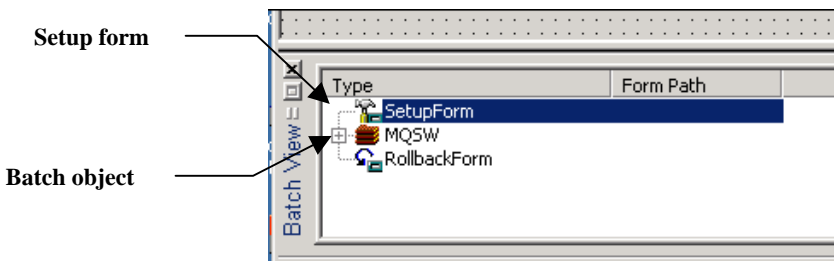 Setup form
Type Form Path
SetupForm
MQSW
RollbackForm
Batch object
Batch View